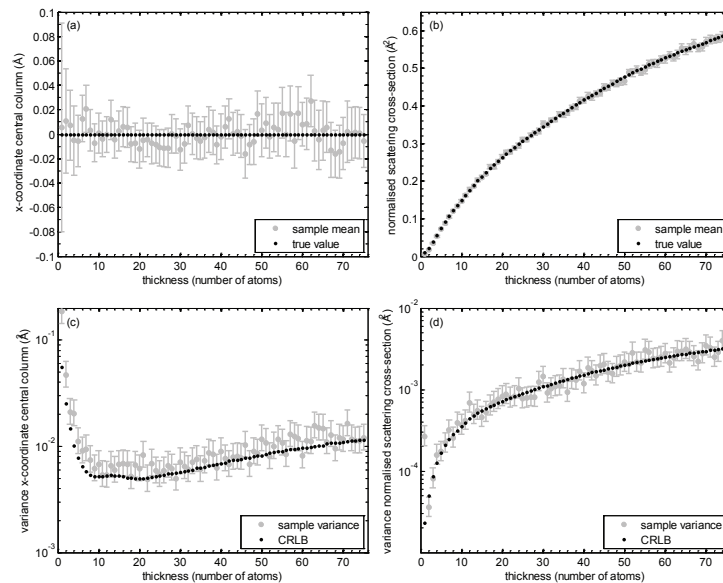 (a)
0.1
0.08
0.06
0.04
0.02
0
-0.02
-0.04
-0.06
-0.08
-0.1
x-coordinate central column (Å)
sample mean
true value
0 10 20 30 40 50 60 70
thickness (number of atoms)
(b)
0.6
0.5
0.4
0.3
0.2
0.1
0
normalised scattering cross-section (Å²)
sample mean
true value
0 10 20 30 40 50 60 70
thickness (number of atoms)
(c)
10⁻¹
10⁻²
10⁻³
variance x-coordinate central column (Å²)
sample variance
CRLB
0 10 20 30 40 50 60 70
thickness (number of atoms)
(d)
10⁻²
10⁻³
10⁻⁴
variance normalised scattering cross-section (Å²)
sample variance
CRLB
0 10 20 30 40 50 60 70
thickness (number of atoms)